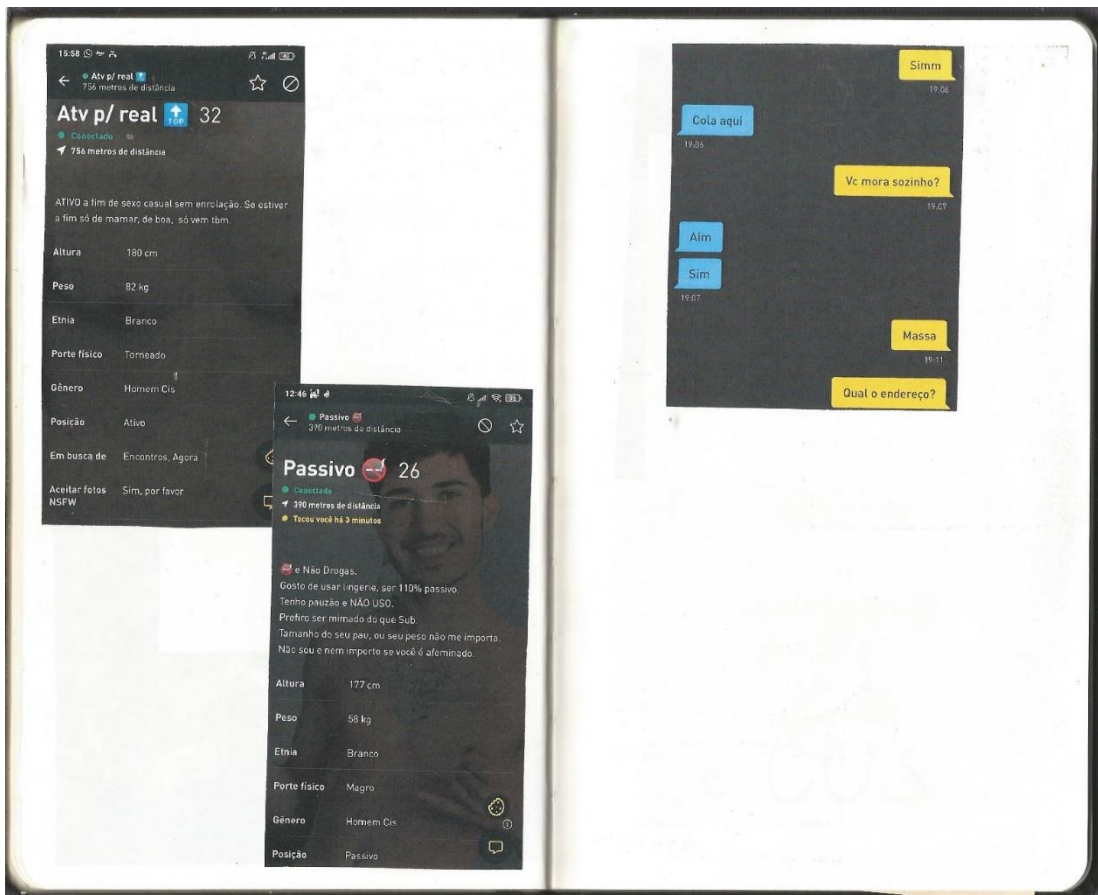 15:58
Atv p/ real 🔝
756 metros de distância
Atv p/ real 🔝 32
Conectado
756 metros de distância
ATIVO a fim de sexo casual sem enrolação. Se estiver
a fim só de mamar, de boa, só vem tbm.
Altura 180 cm
Peso 82 kg
Etnia Branco
Porte físico Torneado
Gênero Homem Cis
Posição Ativo
Em busca de Encontros, Agora
Aceitar fotos Sim, por favor
NSFW
12:46
Passivo
390 metros de distância
Passivo 26
Conectado
390 metros de distância
Tocou você há 3 minutos
e Não Drogas.
Gosto de usar lingerie, ser 110% passivo.
Tenho pauzão e NÃO USO.
Prefiro ser mimado do que Sub.
Tamanho do seu pau, ou seu peso não me importa.
Não sou e nem importo se você é afeminado.
Altura 177 cm
Peso 58 kg
Etnia Branco
Porte físico Magro
Gênero Homem Cis
Posição Passivo
Simm
19:06
Cola aqui
19:06
Vc mora sozinho?
19:07
Aim
Sim
19:07
Massa
19:11
Qual o endereço?